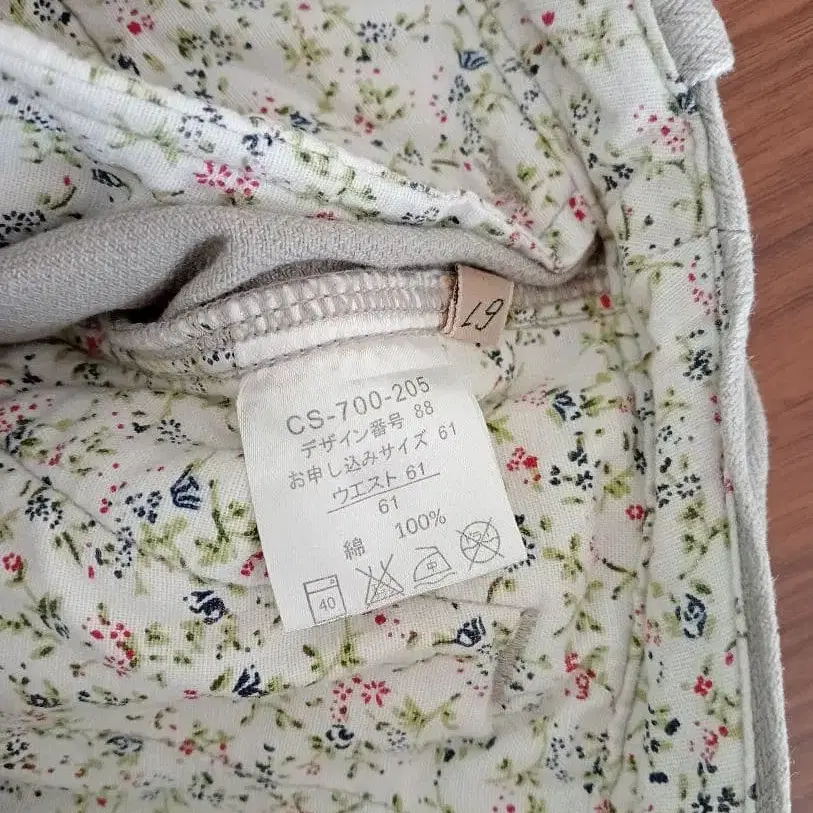 61
CS-700-205
デザイン番号 88
お申し込みサイズ 61
ウエスト 61
61
綿 100%
40 中